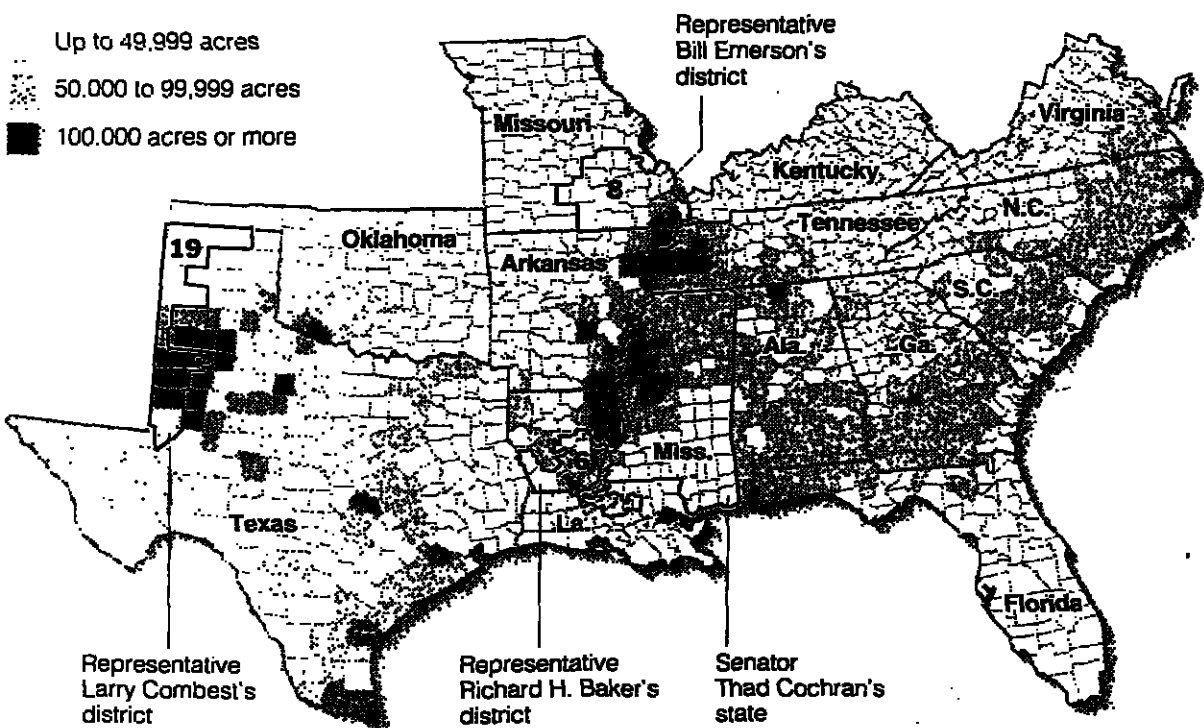 Up to 49,999 acres
50.000 to 99,999 acres
100.000 acres or more
Representative
Bill Emerson's
district
Missouri
8
Virginia
Kentucky
Tennessee
N.C.
19
Oklahoma
Arkansas
S.C.
Ala.
Ga.
6
Miss.
Texas
La.
Florida
Representative
Larry Combest's
district
Representative
Richard H. Baker's
district
Senator
Thad Cochran's
state